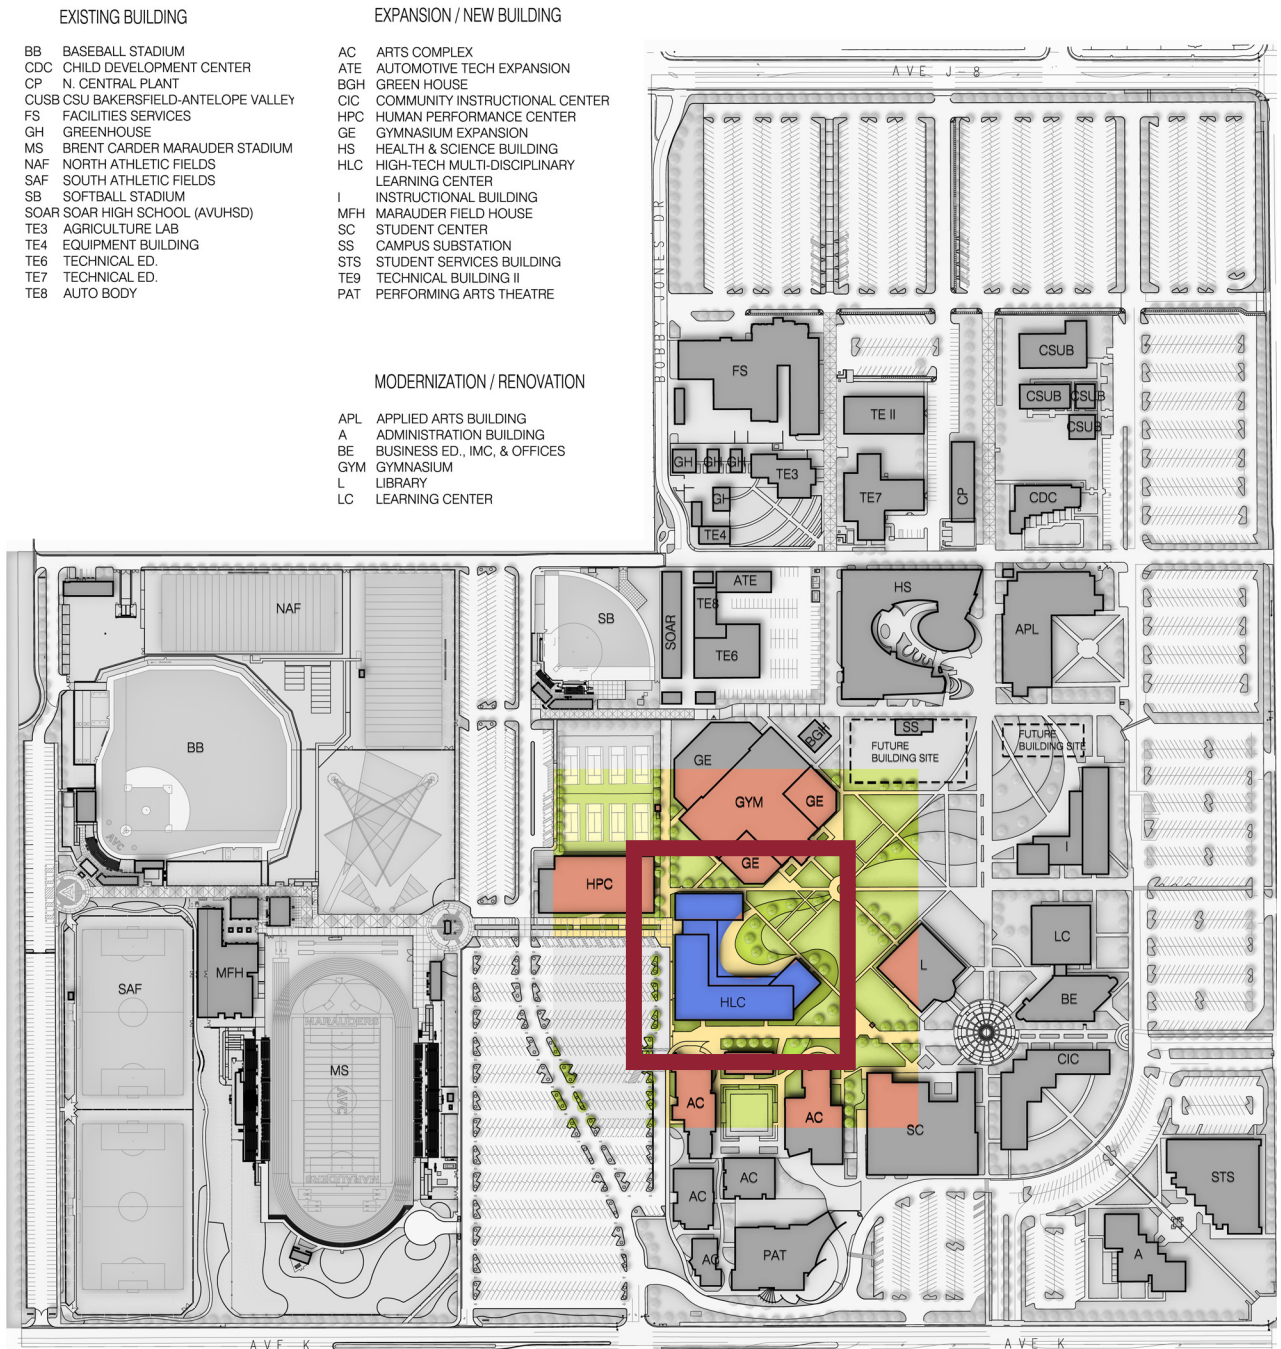 EXISTING BUILDING
BB BASEBALL STADIUM
CDC CHILD DEVELOPMENT CENTER
CP N. CENTRAL PLANT
CUSB CSU BAKERSFIELD-ANTELOPE VALLEY
FS FACILITIES SERVICES
GH GREENHOUSE
MS BRENT CARDER MARAUDER STADIUM
NAF NORTH ATHLETIC FIELDS
SAF SOUTH ATHLETIC FIELDS
SB SOFTBALL STADIUM
SOAR SOAR HIGH SCHOOL (AVUHSD)
TE3 AGRICULTURE LAB
TE4 EQUIPMENT BUILDING
TE6 TECHNICAL ED.
TE7 TECHNICAL ED.
TE8 AUTO BODY
EXPANSION / NEW BUILDING
AC ARTS COMPLEX
ATE AUTOMOTIVE TECH EXPANSION
BGH GREEN HOUSE
CIC COMMUNITY INSTRUCTIONAL CENTER
HPC HUMAN PERFORMANCE CENTER
GE GYMNASIUM EXPANSION
HS HEALTH & SCIENCE BUILDING
HLC HIGH-TECH MULTI-DISCIPLINARY
LEARNING CENTER
I INSTRUCTIONAL BUILDING
MFH MARAUDER FIELD HOUSE
SC STUDENT CENTER
SS CAMPUS SUBSTATION
STS STUDENT SERVICES BUILDING
TE9 TECHNICAL BUILDING II
PAT PERFORMING ARTS THEATRE
MODERNIZATION / RENOVATION
APL APPLIED ARTS BUILDING
A ADMINISTRATION BUILDING
BE BUSINESS ED., IMC, & OFFICES
GYM GYMNASIUM
L LIBRARY
LC LEARNING CENTER
AVE J-8
BOBBY JONES DR
FS
CSUB
CSUB
CSUB
CSUB
TE II
GH
GH
GH
TE3
TE7
CP
CDC
GH
TE4
NAF
SB
SOAR
TE8
ATE
TE6
HS
APL
BB
AVC
GE
BGH
SS
FUTURE
BUILDING SITE
FUTURE
BUILDING SITE
GYM
GE
GE
I
HPC
LC
L
BE
HLC
MFH
SAF
MARAUDERS
MS
AVC
MARAUDERS
CIC
AC
AC
SC
AC
AC
STS
AC
PAT
A
AVE K
AVE K